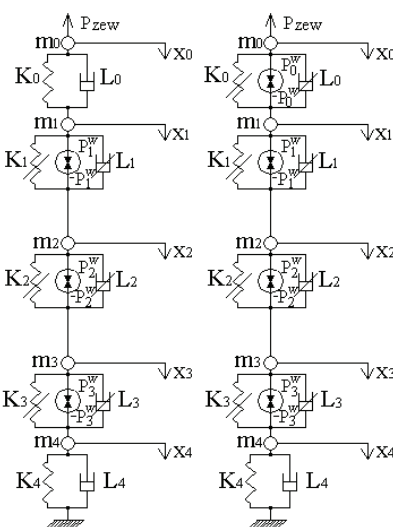 Pzew Pzew
m0 X0 m0 X0
K0 L0 K0 P0^w -P0^w L0
m1 X1 m1 X1
K1 P1^w -P1^w L1 K1 P1^w -P1^w L1
m2 X2 m2 X2
K2 P2^w -P2^w L2 K2 P2^w -P2^w L2
m3 X3 m3 X3
K3 P3^w -P3^w L3 K3 P3^w -P3^w L3
m4 X4 m4 X4
K4 L4 K4 L4